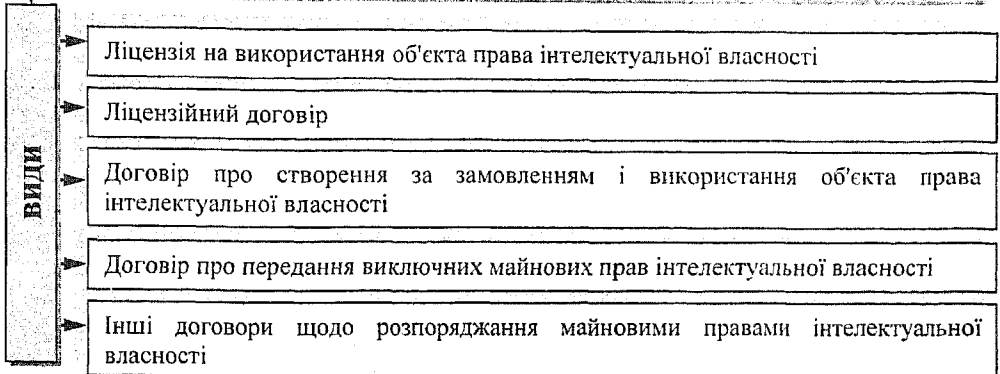 ВИДИ
Ліцензія на використання об'єкта права інтелектуальної власності
Ліцензійний договір
Договір про створення за замовленням і використання об'єкта права
інтелектуальної власності
Договір про передання виключних майнових прав інтелектуальної власності
Інші договори щодо розпоряджання майновими правами інтелектуальної
власності